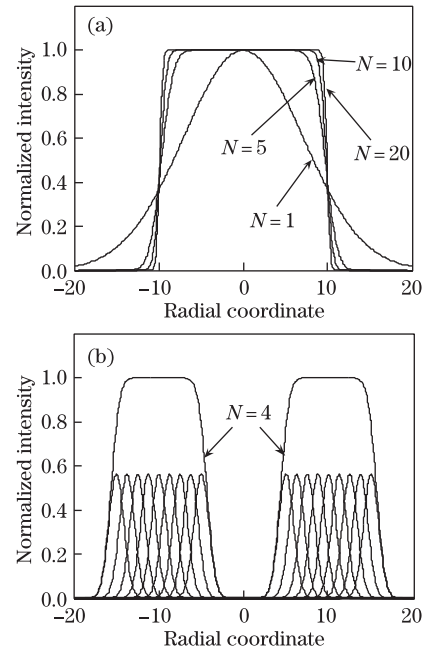 (a)
1.0
0.8
0.6
0.4
0.2
0.0
Normalized intensity
N=10
N=5
N=20
N=1
−20
−10
0
10
20
Radial coordinate
(b)
1.0
0.8
0.6
0.4
0.2
0.0
Normalized intensity
N=4
−20
−10
0
10
20
Radial coordinate